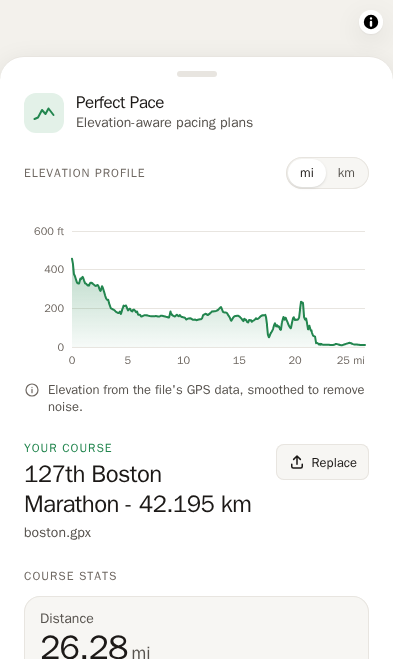 Perfect Pace
Elevation-aware pacing plans
ELEVATION PROFILE
mi km
600 ft
400
200
0
0 5 10 15 20 25 mi
Elevation from the file's GPS data, smoothed to remove
noise.
YOUR COURSE
127th Boston
Marathon - 42.195 km
Replace
boston.gpx
COURSE STATS
Distance
26.28 mi